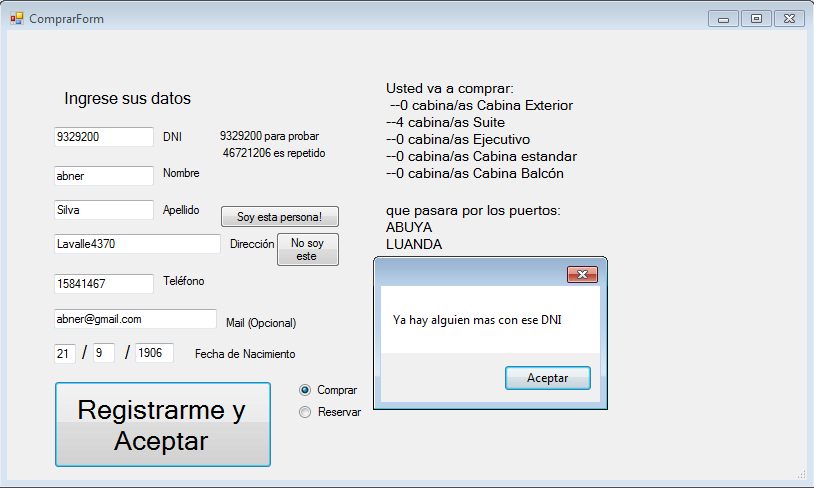 ComprarForm
Ingrese sus datos
9329200 DNI 9329200 para probar
46721206 es repetido
abner Nombre
Silva Apellido Soy esta persona!
Lavalle4370 Dirección No soy
este
15841467 Teléfono
abner@gmail.com Mail (Opcional)
21 / 9 / 1906 Fecha de Nacimiento
Registrarme y
Aceptar
Comprar
Reservar
Usted va a comprar:
--0 cabina/as Cabina Exterior
--4 cabina/as Suite
--0 cabina/as Ejecutivo
--0 cabina/as Cabina estandar
--0 cabina/as Cabina Balcón
que pasara por los puertos:
ABUYA
LUANDA
Ya hay alguien mas con ese DNI
Aceptar